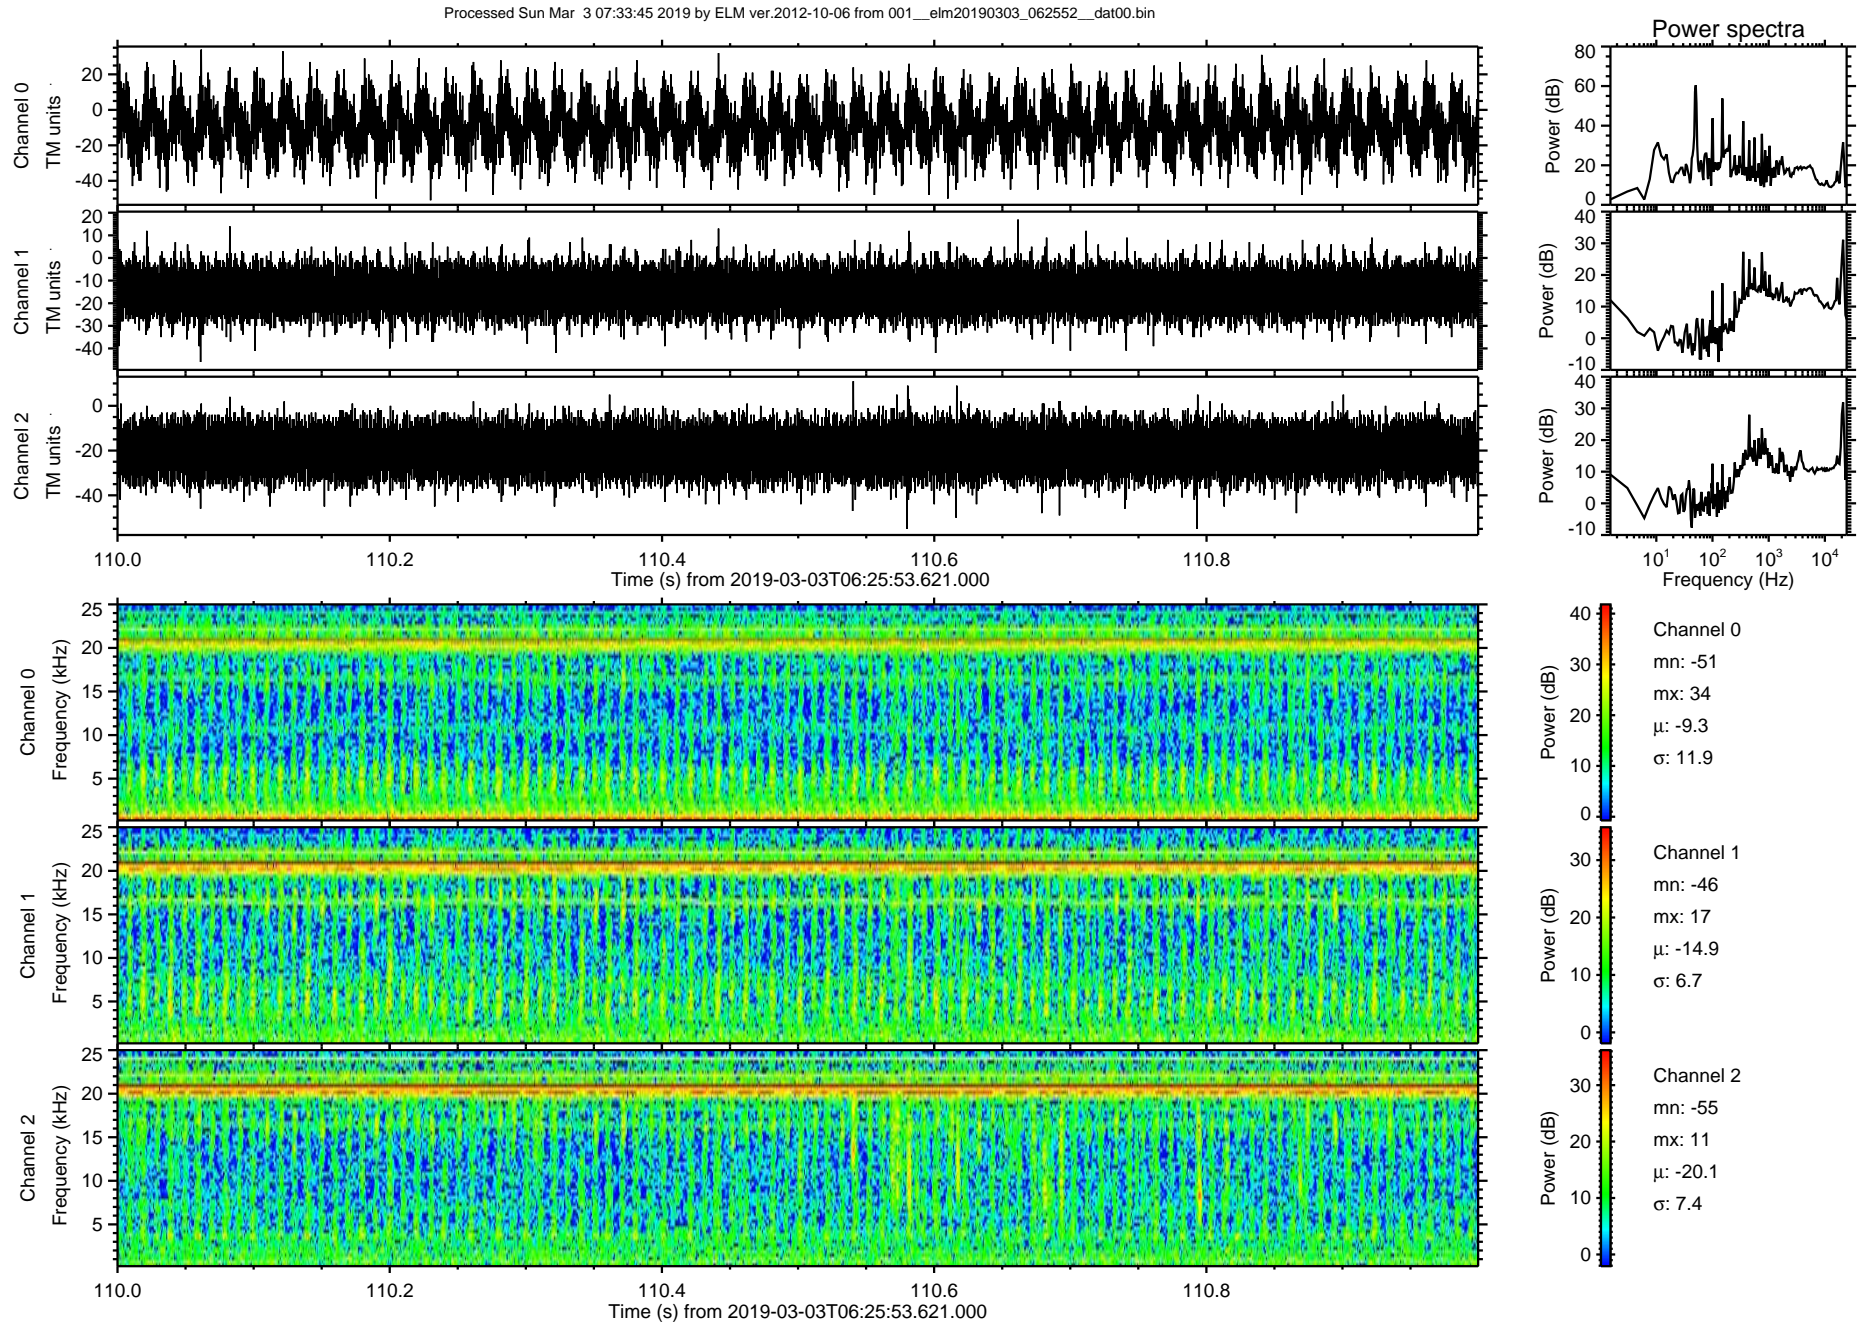 Processed Sun Mar  3 07:33:45 2019 by ELM ver.2012-10-06 from 001__elm20190303_062552__dat00.bin
Power spectra
Channel 0
TM units
20
0
-20
-40
Power (dB)
80
60
40
20
0
Channel 1
TM units
20
10
0
-10
-20
-30
-40
Power (dB)
40
30
20
10
0
-10
Channel 2
TM units
0
-20
-40
Power (dB)
40
30
20
10
0
-10
110.0 110.2 110.4 110.6 110.8
Time (s) from 2019-03-03T06:25:53.621.000
10^1 10^2 10^3 10^4
Frequency (Hz)
Channel 0
Frequency (kHz)
25
20
15
10
5
Power (dB)
40
30
20
10
0
Channel 0
mn: -51
mx: 34
μ: -9.3
σ: 11.9
Channel 1
Frequency (kHz)
25
20
15
10
5
Power (dB)
30
20
10
0
Channel 1
mn: -46
mx: 17
μ: -14.9
σ: 6.7
Channel 2
Frequency (kHz)
25
20
15
10
5
Power (dB)
30
20
10
0
Channel 2
mn: -55
mx: 11
μ: -20.1
σ: 7.4
110.0 110.2 110.4 110.6 110.8
Time (s) from 2019-03-03T06:25:53.621.000